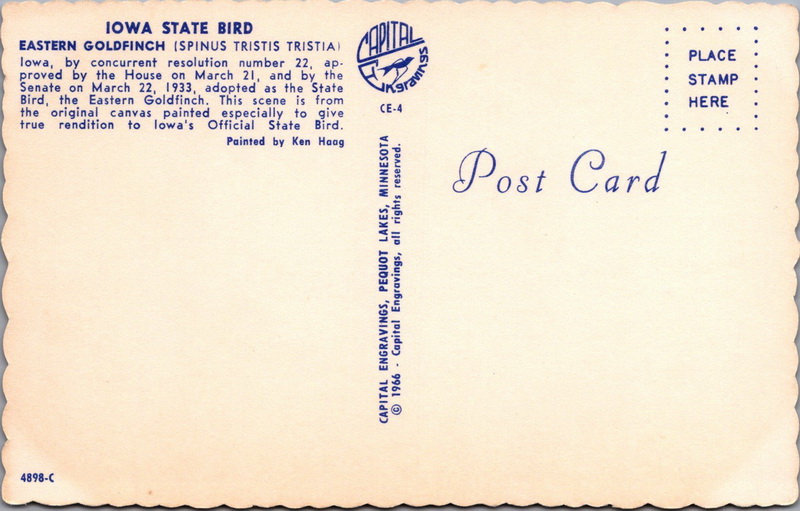 IOWA STATE BIRD
EASTERN GOLDFINCH (SPINUS TRISTIS TRISTIA)
Iowa, by concurrent resolution number 22, ap-
proved by the House on March 21, and by the
Senate on March 22, 1933, adopted as the State
Bird, the Eastern Goldfinch. This scene is from
the original canvas painted especially to give
true rendition to Iowa's Official State Bird.
Painted by Ken Haag
4898-C
CAPITAL
Engravings
CE-4
CAPITAL ENGRAVINGS, PEQUOT LAKES, MINNESOTA
© 1966 - Capital Engravings, all rights reserved.
PLACE
STAMP
HERE
Post Card